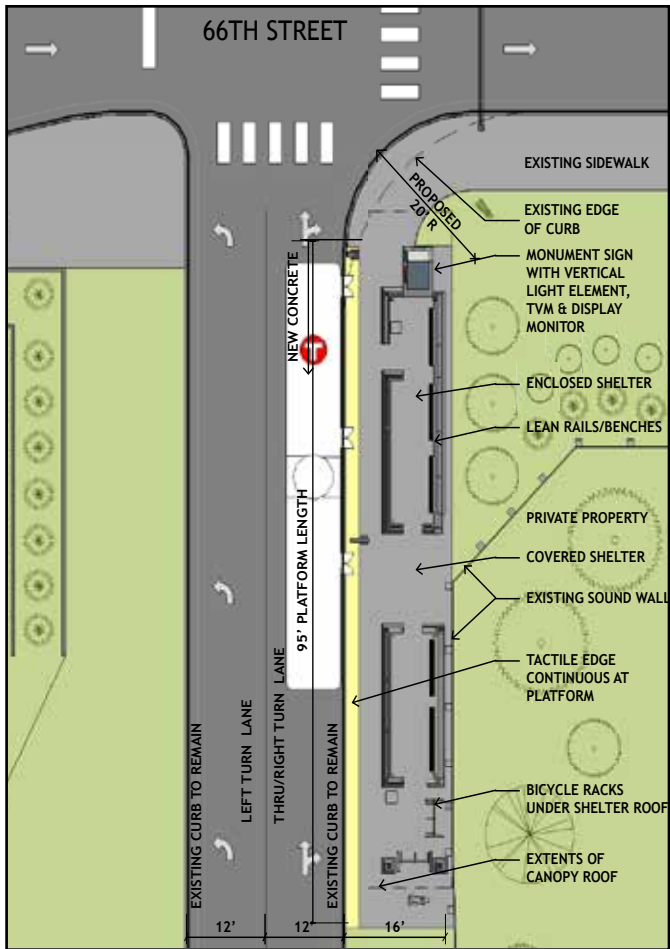 66TH STREET
EXISTING SIDEWALK
PROPOSED
20' R
EXISTING EDGE
OF CURB
MONUMENT SIGN
WITH VERTICAL
LIGHT ELEMENT,
TVM & DISPLAY
MONITOR
NEW CONCRETE
T
ENCLOSED SHELTER
LEAN RAILS/BENCHES
PRIVATE PROPERTY
COVERED SHELTER
EXISTING SOUND WALL
95' PLATFORM LENGTH
TACTILE EDGE
CONTINUOUS AT
PLATFORM
EXISTING CURB TO REMAIN
LEFT TURN LANE
THRU/RIGHT TURN LANE
EXISTING CURB TO REMAIN
BICYCLE RACKS
UNDER SHELTER ROOF
EXTENTS OF
CANOPY ROOF
12'
12'
16'